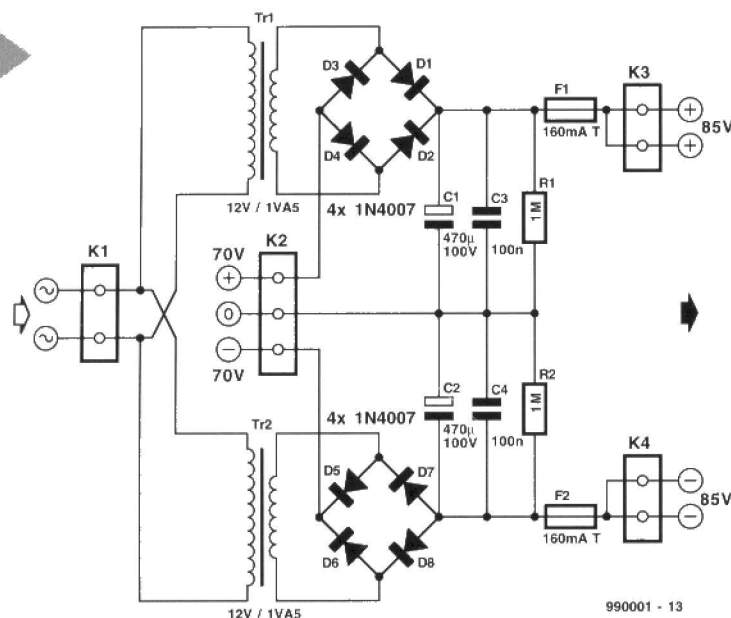 Tr1
D3
D1
D4
D2
12V / 1VA5
4x 1N4007
F1
160mA T
K3
+
+
85V
C1
470µ
100V
C3
100n
R1
1M
K1
~
~
70V
K2
+
0
−
70V
Tr2
4x 1N4007
C2
470µ
100V
C4
100n
R2
1M
D5
D7
D6
D8
12V / 1VA5
F2
160mA T
K4
−
−
85V
990001 - 13